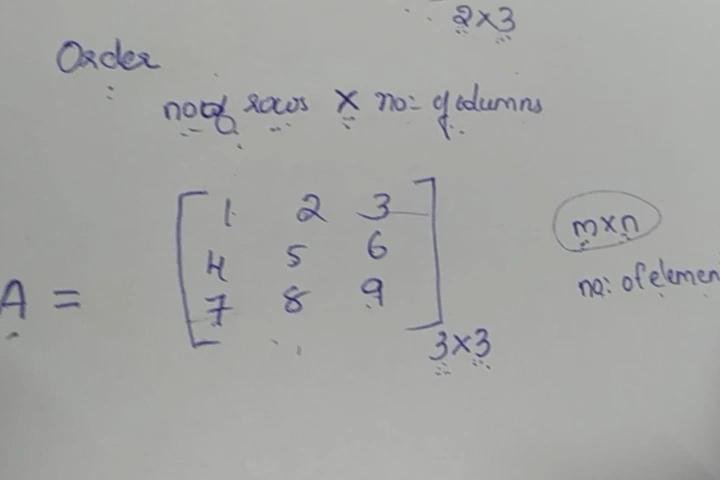 2×3
Order
no of rows × no: of columns
1 2 3
4 5 6
A =
7 8 9
3×3
m×n
no: of elemen